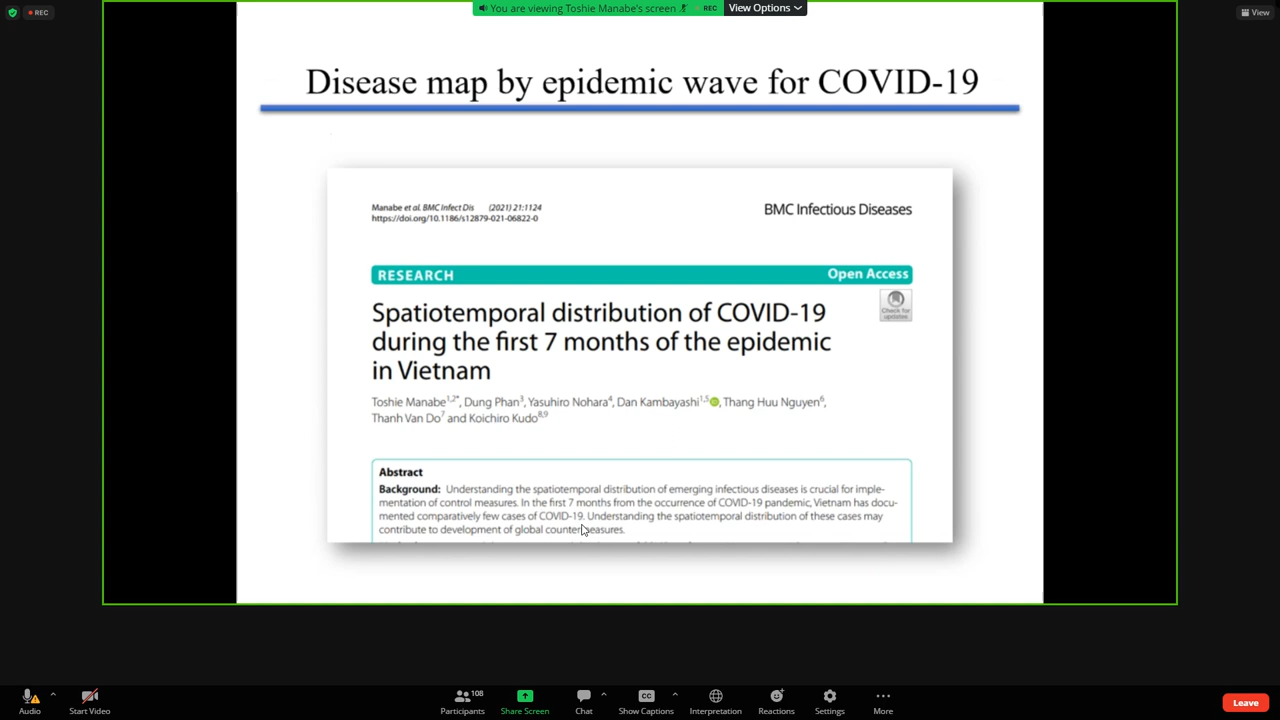 REC
You are viewing Toshie Manabe's screen
REC
View Options
View
Disease map by epidemic wave for COVID-19
Manabe et al. BMC Infect Dis (2021) 21:1124
https://doi.org/10.1186/s12879-021-06822-0
BMC Infectious Diseases
RESEARCH
Open Access
Check for
updates
Spatiotemporal distribution of COVID-19
during the first 7 months of the epidemic
in Vietnam
Toshie Manabe1,2*, Dung Phan3, Yasuhiro Nohara4, Dan Kambayashi1,5, Thang Huu Nguyen6,
Thanh Van Do7 and Koichiro Kudo8,9
Abstract
Background: Understanding the spatiotemporal distribution of emerging infectious diseases is crucial for imple-
mentation of control measures. In the first 7 months from the occurrence of COVID-19 pandemic, Vietnam has docu-
mented comparatively few cases of COVID-19. Understanding the spatiotemporal distribution of these cases may
contribute to development of global countermeasures.
Audio
Start Video
Participants
108
Share Screen
Chat
CC
Show Captions
Interpretation
Reactions
Settings
More
Leave